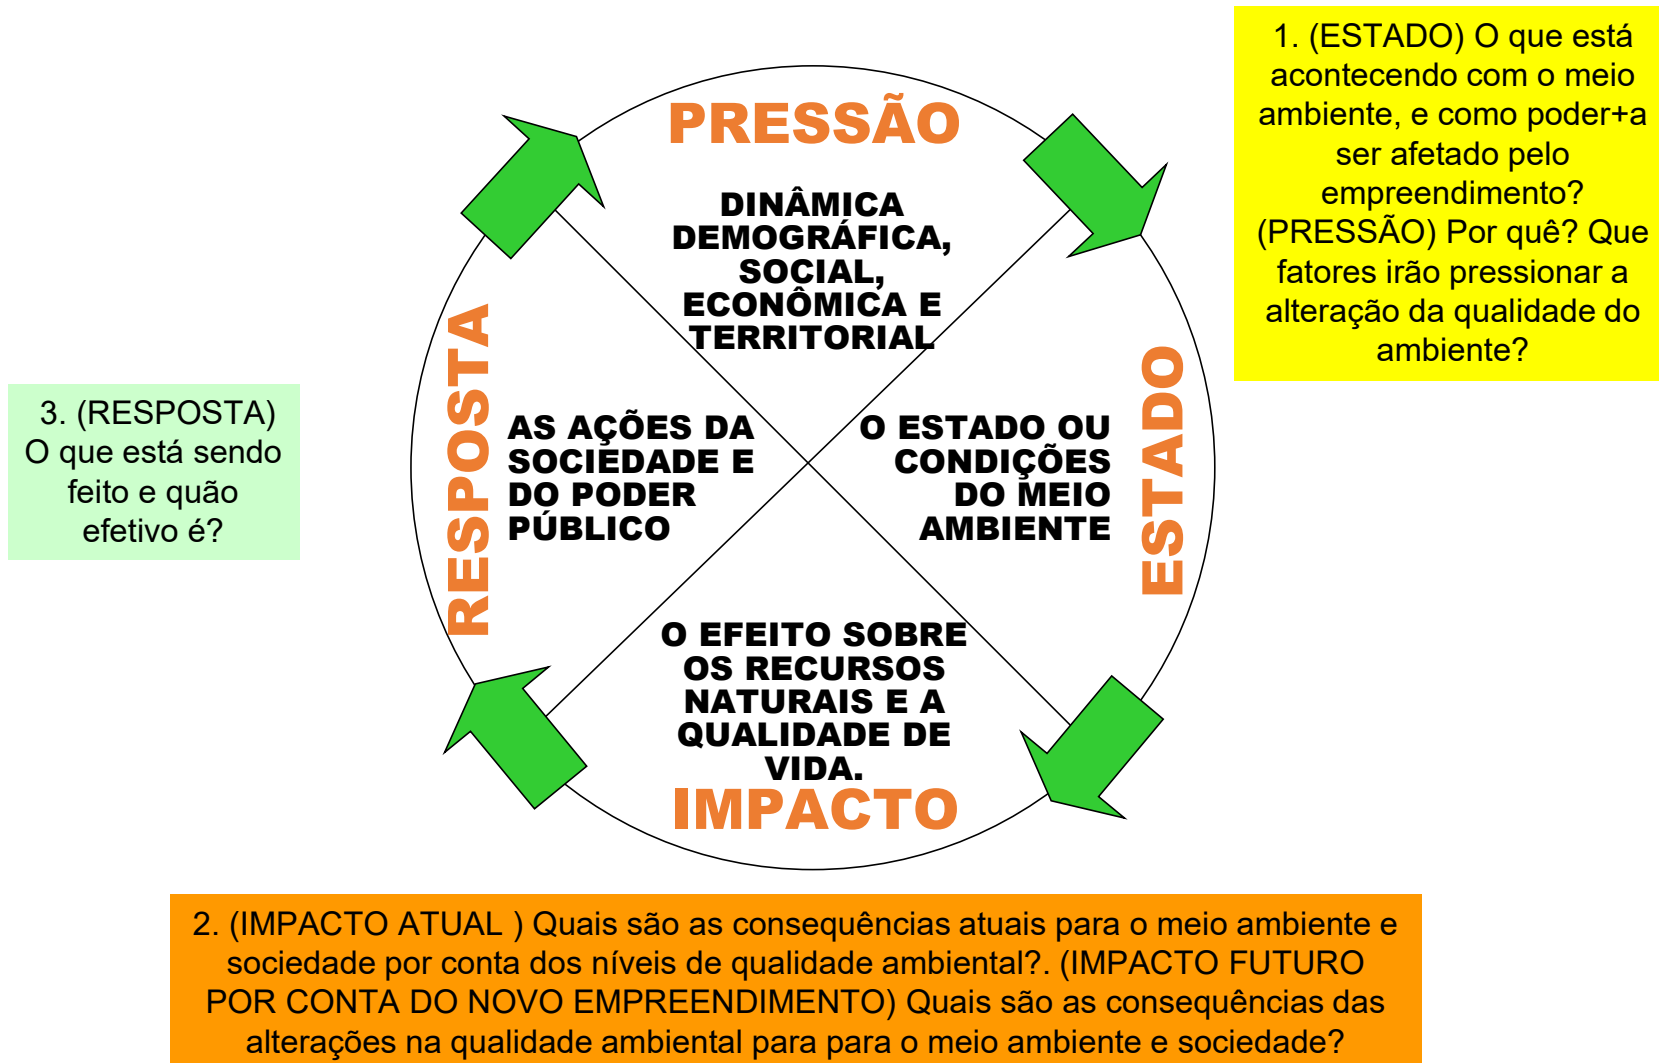 1. (ESTADO) O que está
acontecendo com o meio
ambiente, e como poder+a
ser afetado pelo
empreendimento?
(PRESSÃO) Por quê? Que
fatores irão pressionar a
alteração da qualidade do
ambiente?
PRESSÃO
DINÂMICA
DEMOGRÁFICA,
SOCIAL,
ECONÔMICA E
TERRITORIAL
ESTADO
O ESTADO OU
CONDIÇÕES
DO MEIO
AMBIENTE
O EFEITO SOBRE
OS RECURSOS
NATURAIS E A
QUALIDADE DE
VIDA.
IMPACTO
RESPOSTA
AS AÇÕES DA
SOCIEDADE E
DO PODER
PÚBLICO
3. (RESPOSTA)
O que está sendo
feito e quão
efetivo é?
2. (IMPACTO ATUAL ) Quais são as consequências atuais para o meio ambiente e
sociedade por conta dos níveis de qualidade ambiental?. (IMPACTO FUTURO
POR CONTA DO NOVO EMPREENDIMENTO) Quais são as consequências das
alterações na qualidade ambiental para para o meio ambiente e sociedade?